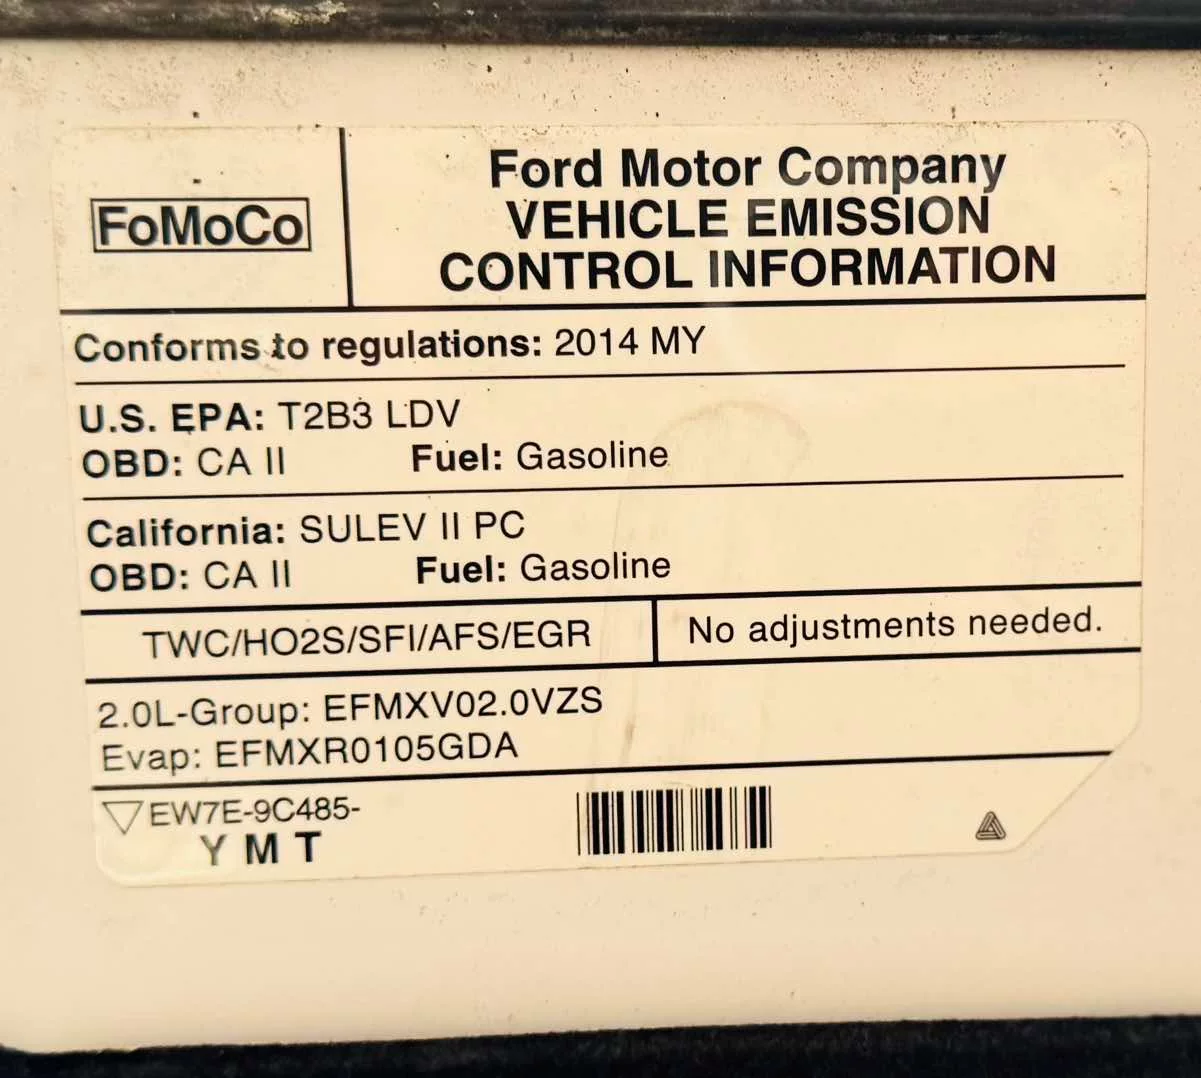 FoMoCo
Ford Motor Company
VEHICLE EMISSION
CONTROL INFORMATION
Conforms to regulations: 2014 MY
U.S. EPA: T2B3 LDV
OBD: CA II Fuel: Gasoline
California: SULEV II PC
OBD: CA II Fuel: Gasoline
TWC/HO2S/SFI/AFS/EGR
No adjustments needed.
2.0L-Group: EFMXV02.0VZS
Evap: EFMXR0105GDA
EW7E-9C485-
Y M T